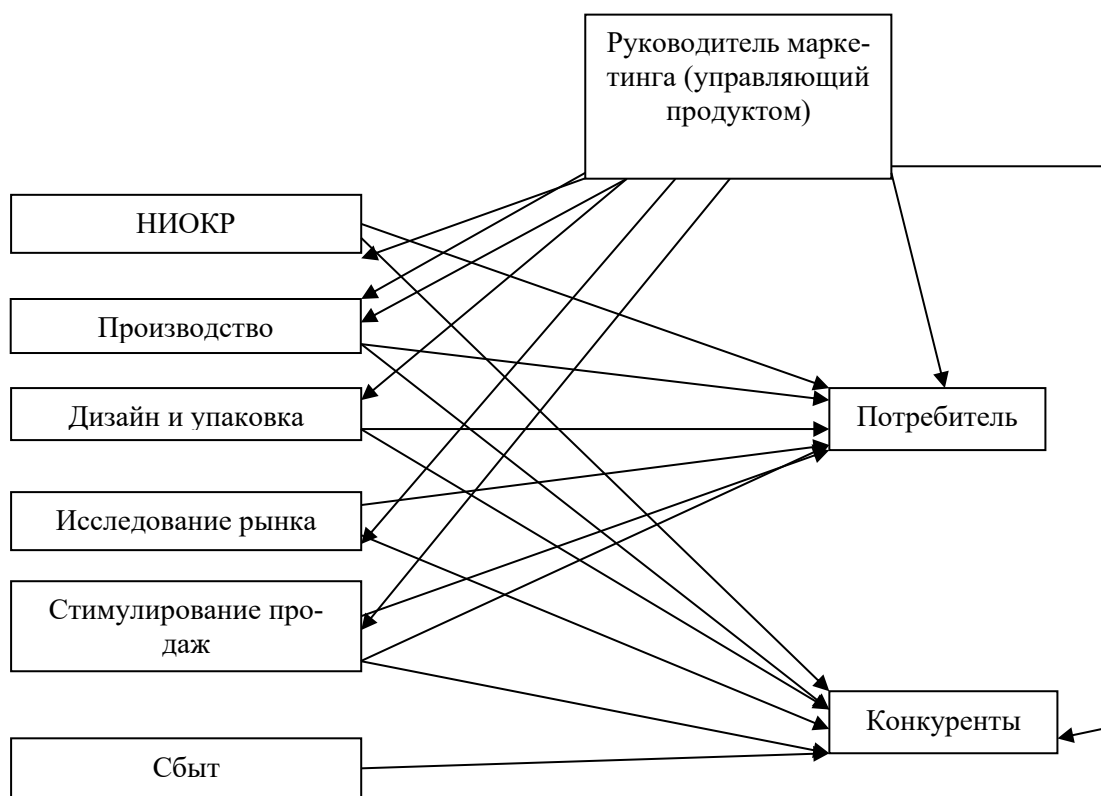 Руководитель марке-
тинга (управляющий
продуктом)
НИОКР
Производство
Дизайн и упаковка
Потребитель
Исследование рынка
Стимулирование про-
даж
Конкуренты
Сбыт